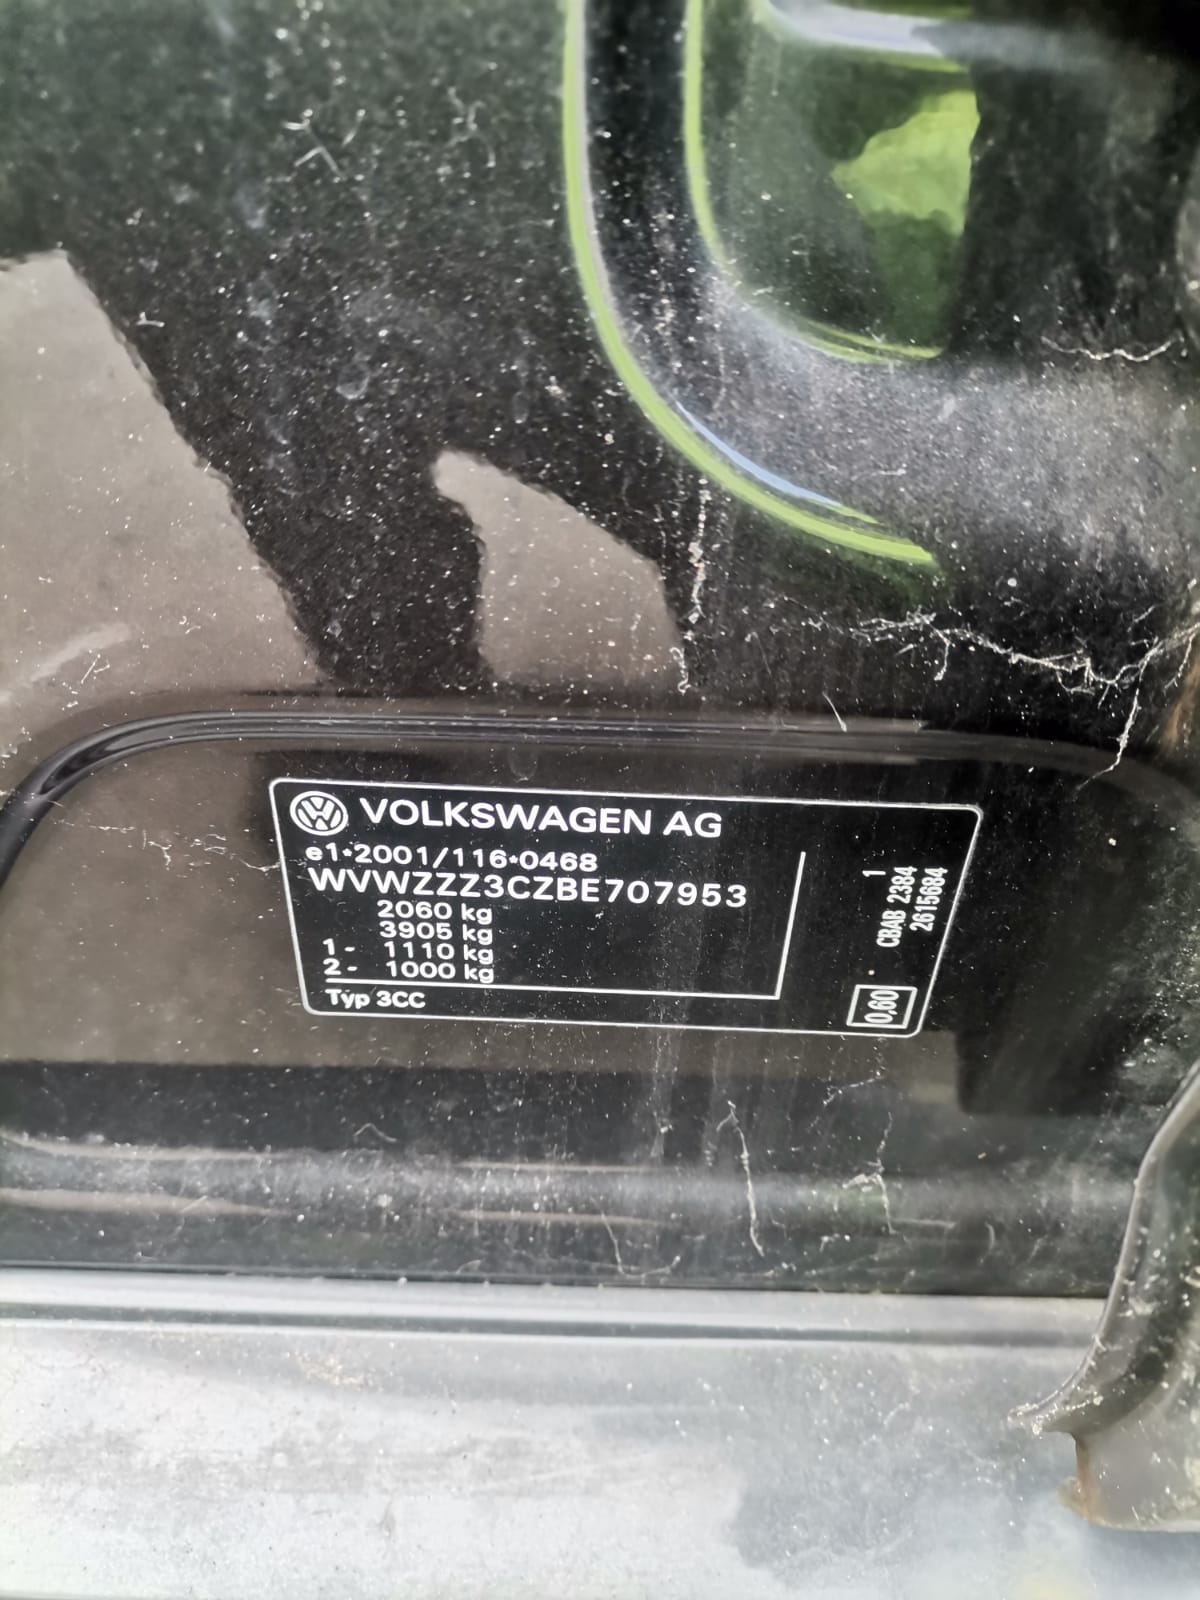 VOLKSWAGEN AG
e1*2001/116*0468
WVWZZZ3CZBE707953
2060 kg
3905 kg
1 - 1110 kg
2 - 1000 kg
Typ 3CC
1
CBAB 2384
2615684
0,60